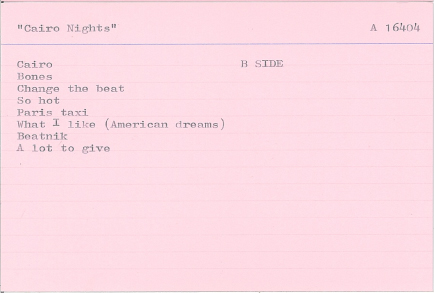 "Cairo Nights" A 16404
Cairo B SIDE
Bones
Change the beat
So hot
Paris taxi
What I like (American dreams)
Beatnik
A lot to give